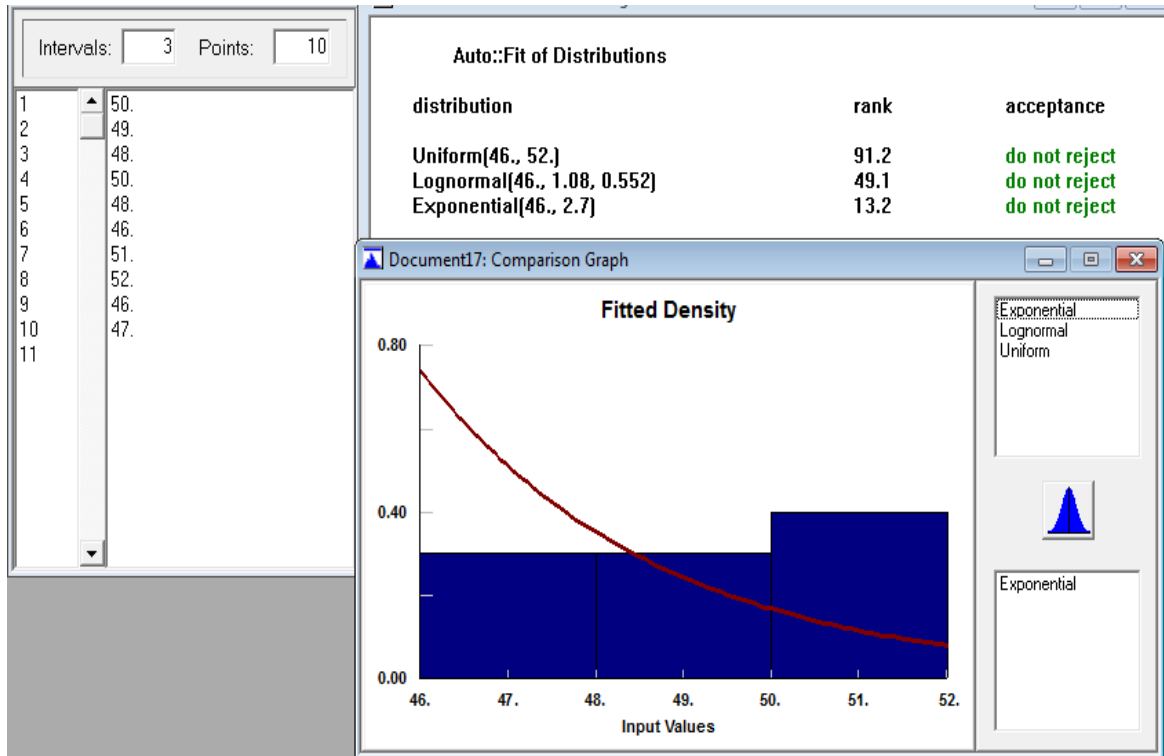 Intervals: 3 Points: 10
1 50.
2 49.
3 48.
4 50.
5 48.
6 46.
7 51.
8 52.
9 46.
10 47.
11
Auto::Fit of Distributions
distribution rank acceptance
Uniform(46., 52.) 91.2 do not reject
Lognormal(46., 1.08, 0.552) 49.1 do not reject
Exponential(46., 2.7) 13.2 do not reject
Document17: Comparison Graph
Fitted Density
0.80
0.40
0.00
46. 47. 48. 49. 50. 51. 52.
Input Values
Exponential
Lognormal
Uniform
Exponential